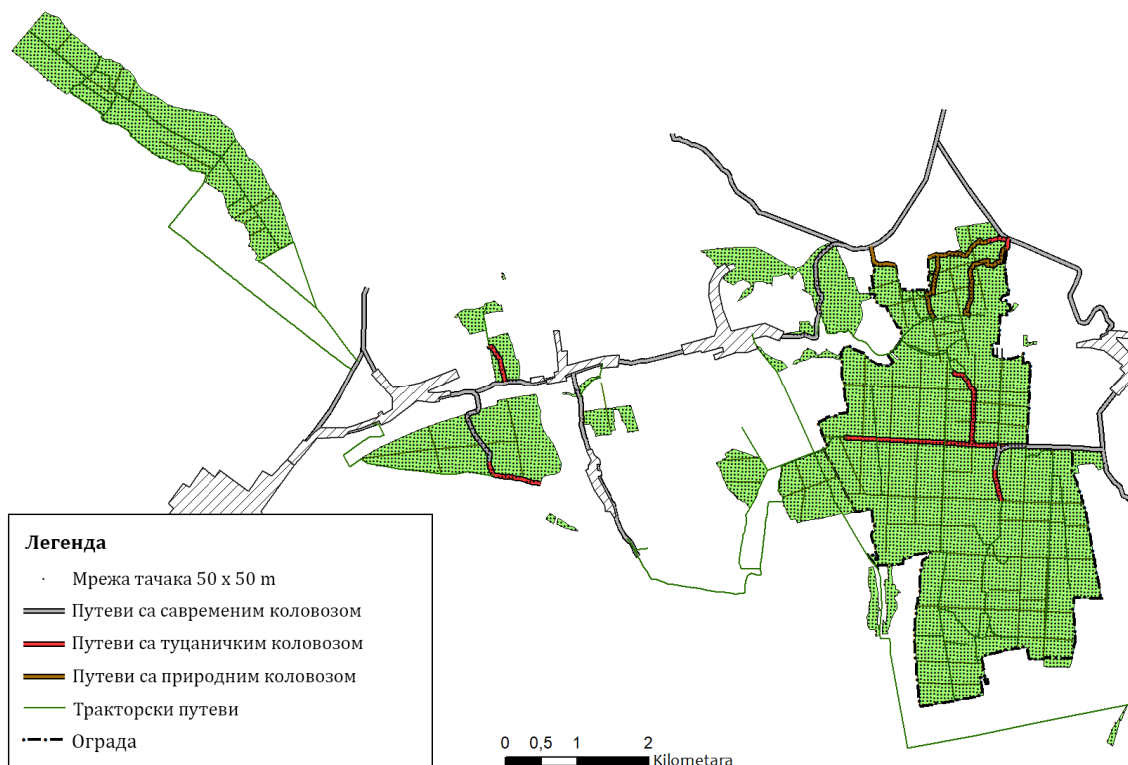 Легенда
Мрежа тачака 50 x 50 m
Путеви са савременим коловозом
Путеви са туцаничким коловозом
Путеви са природним коловозом
Тракторски путеви
Ограда
0 0,5 1 2
Kilometara